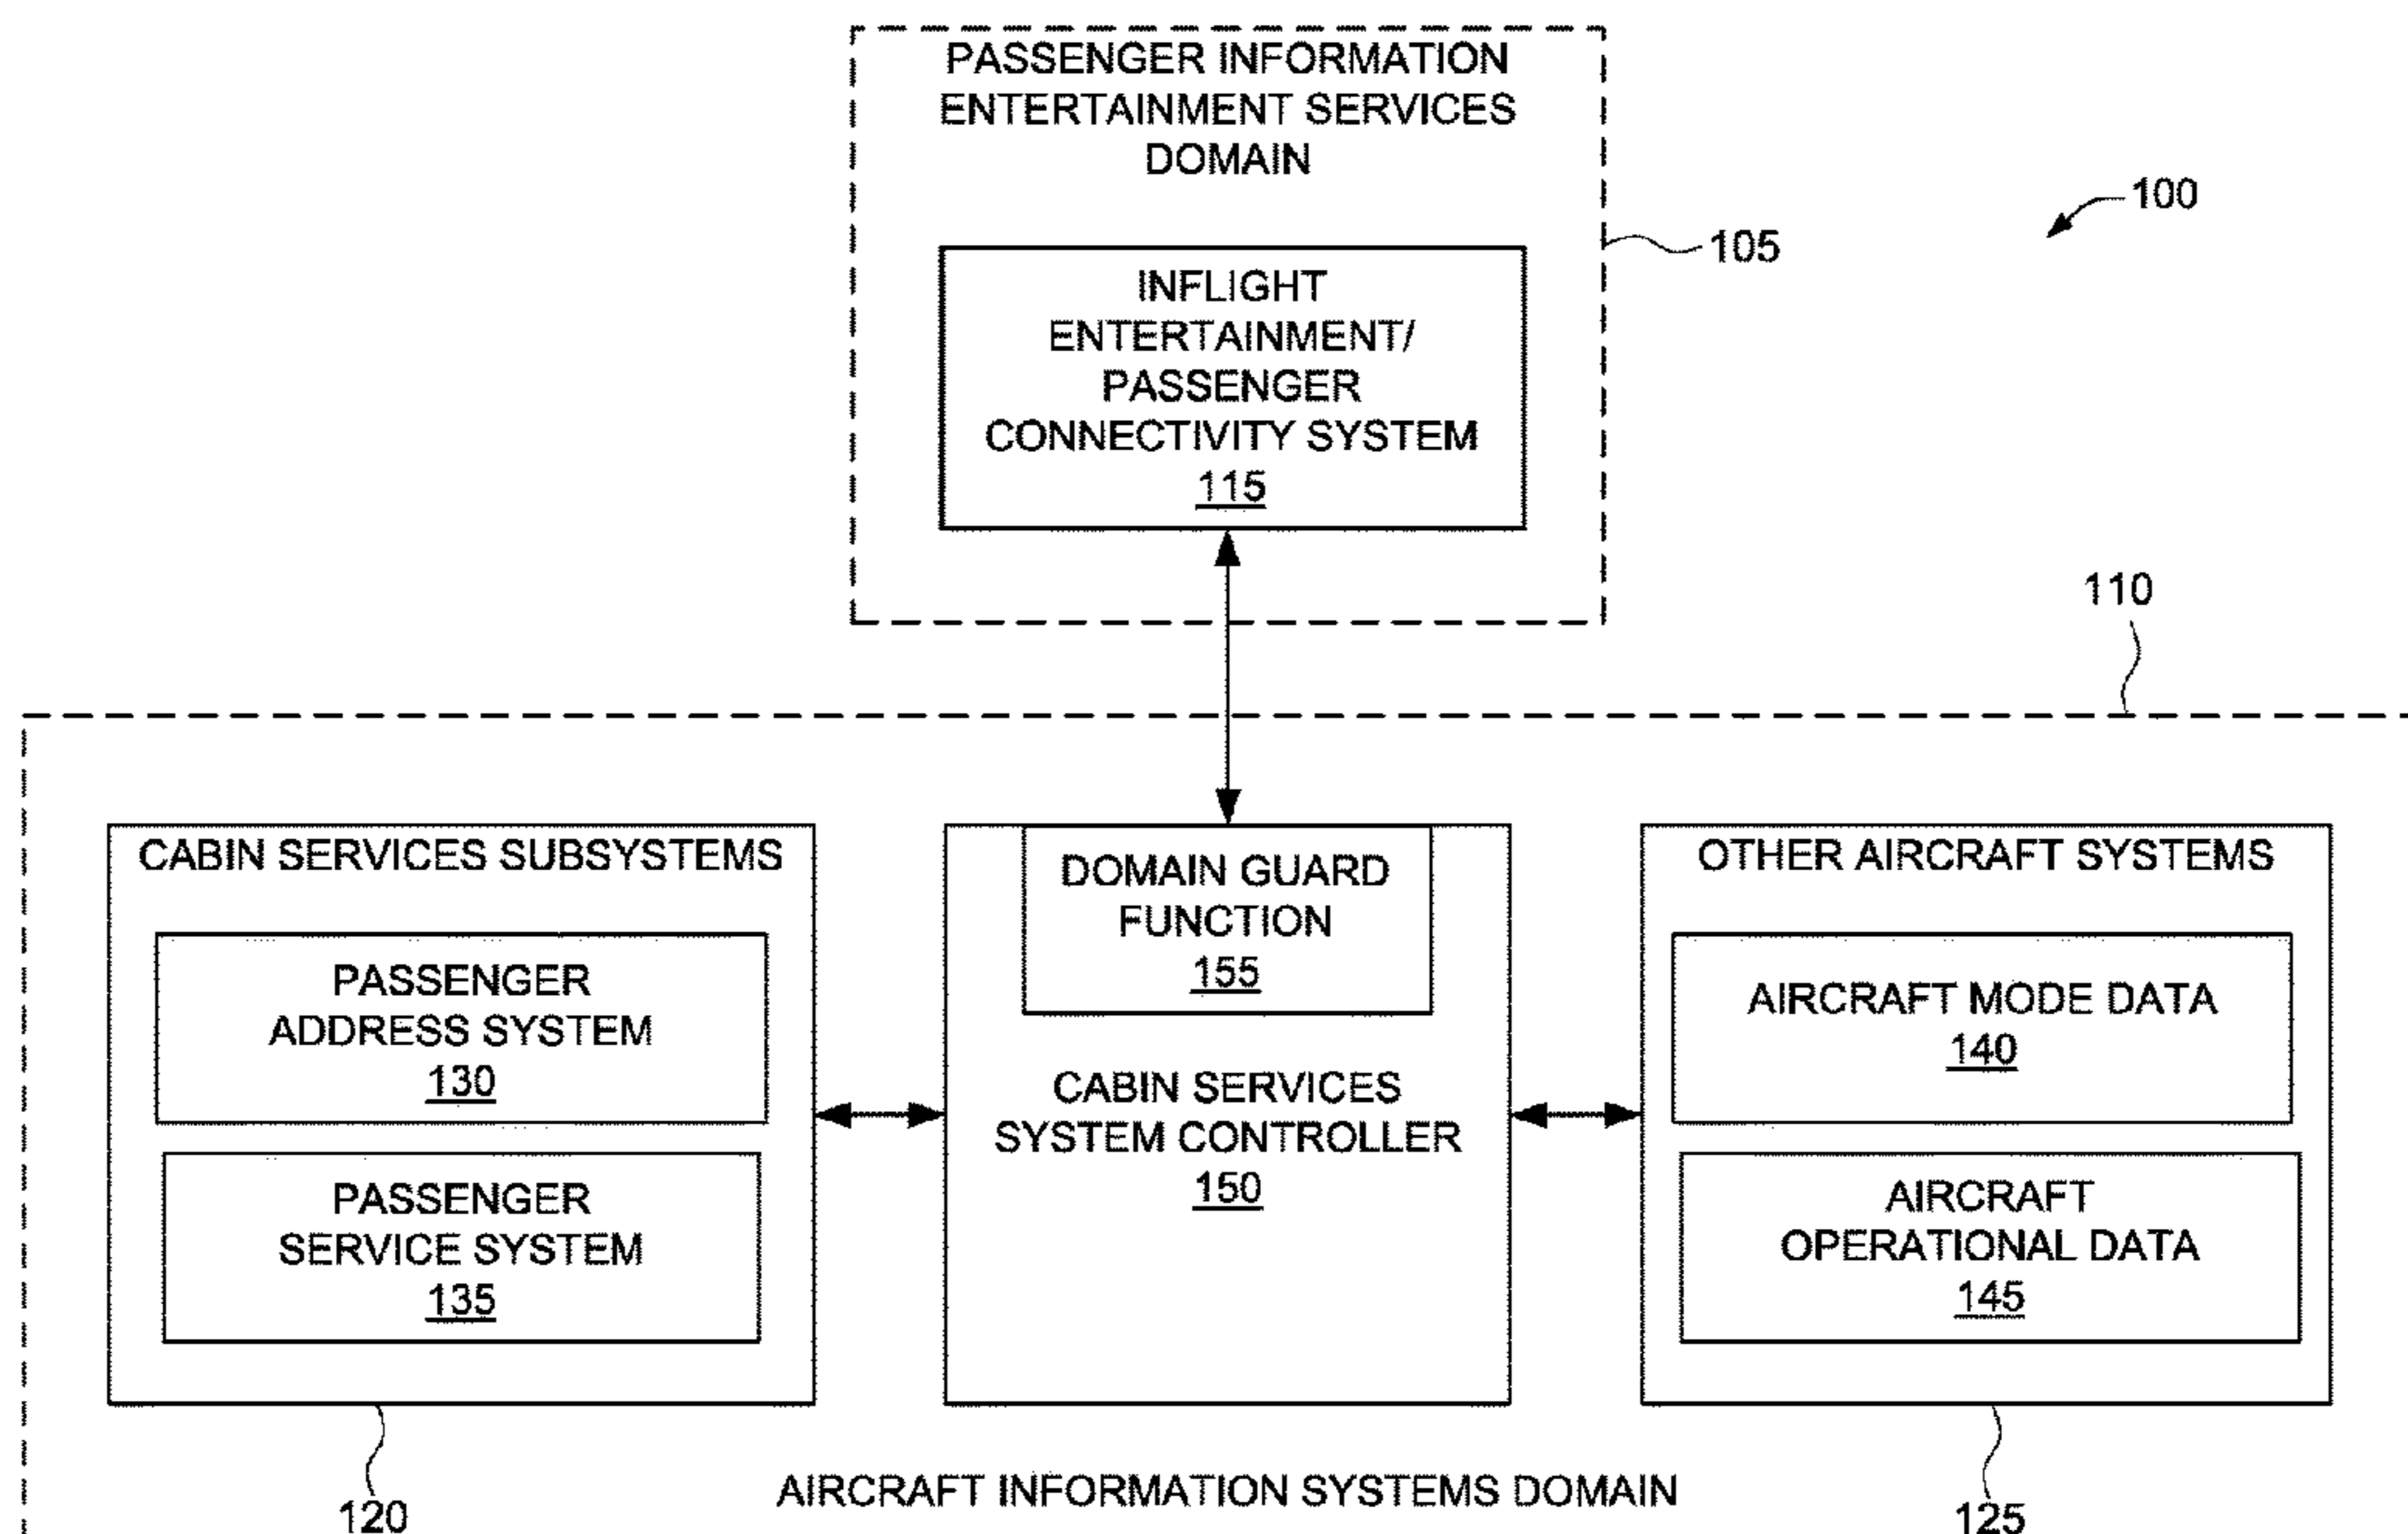 PASSENGER INFORMATION
ENTERTAINMENT SERVICES
DOMAIN
100
105
INFLIGHT
ENTERTAINMENT/
PASSENGER
CONNECTIVITY SYSTEM
115
110
CABIN SERVICES SUBSYSTEMS
PASSENGER
ADDRESS SYSTEM
130
PASSENGER
SERVICE SYSTEM
135
120
DOMAIN GUARD
FUNCTION
155
CABIN SERVICES
SYSTEM CONTROLLER
150
OTHER AIRCRAFT SYSTEMS
AIRCRAFT MODE DATA
140
AIRCRAFT
OPERATIONAL DATA
145
125
AIRCRAFT INFORMATION SYSTEMS DOMAIN